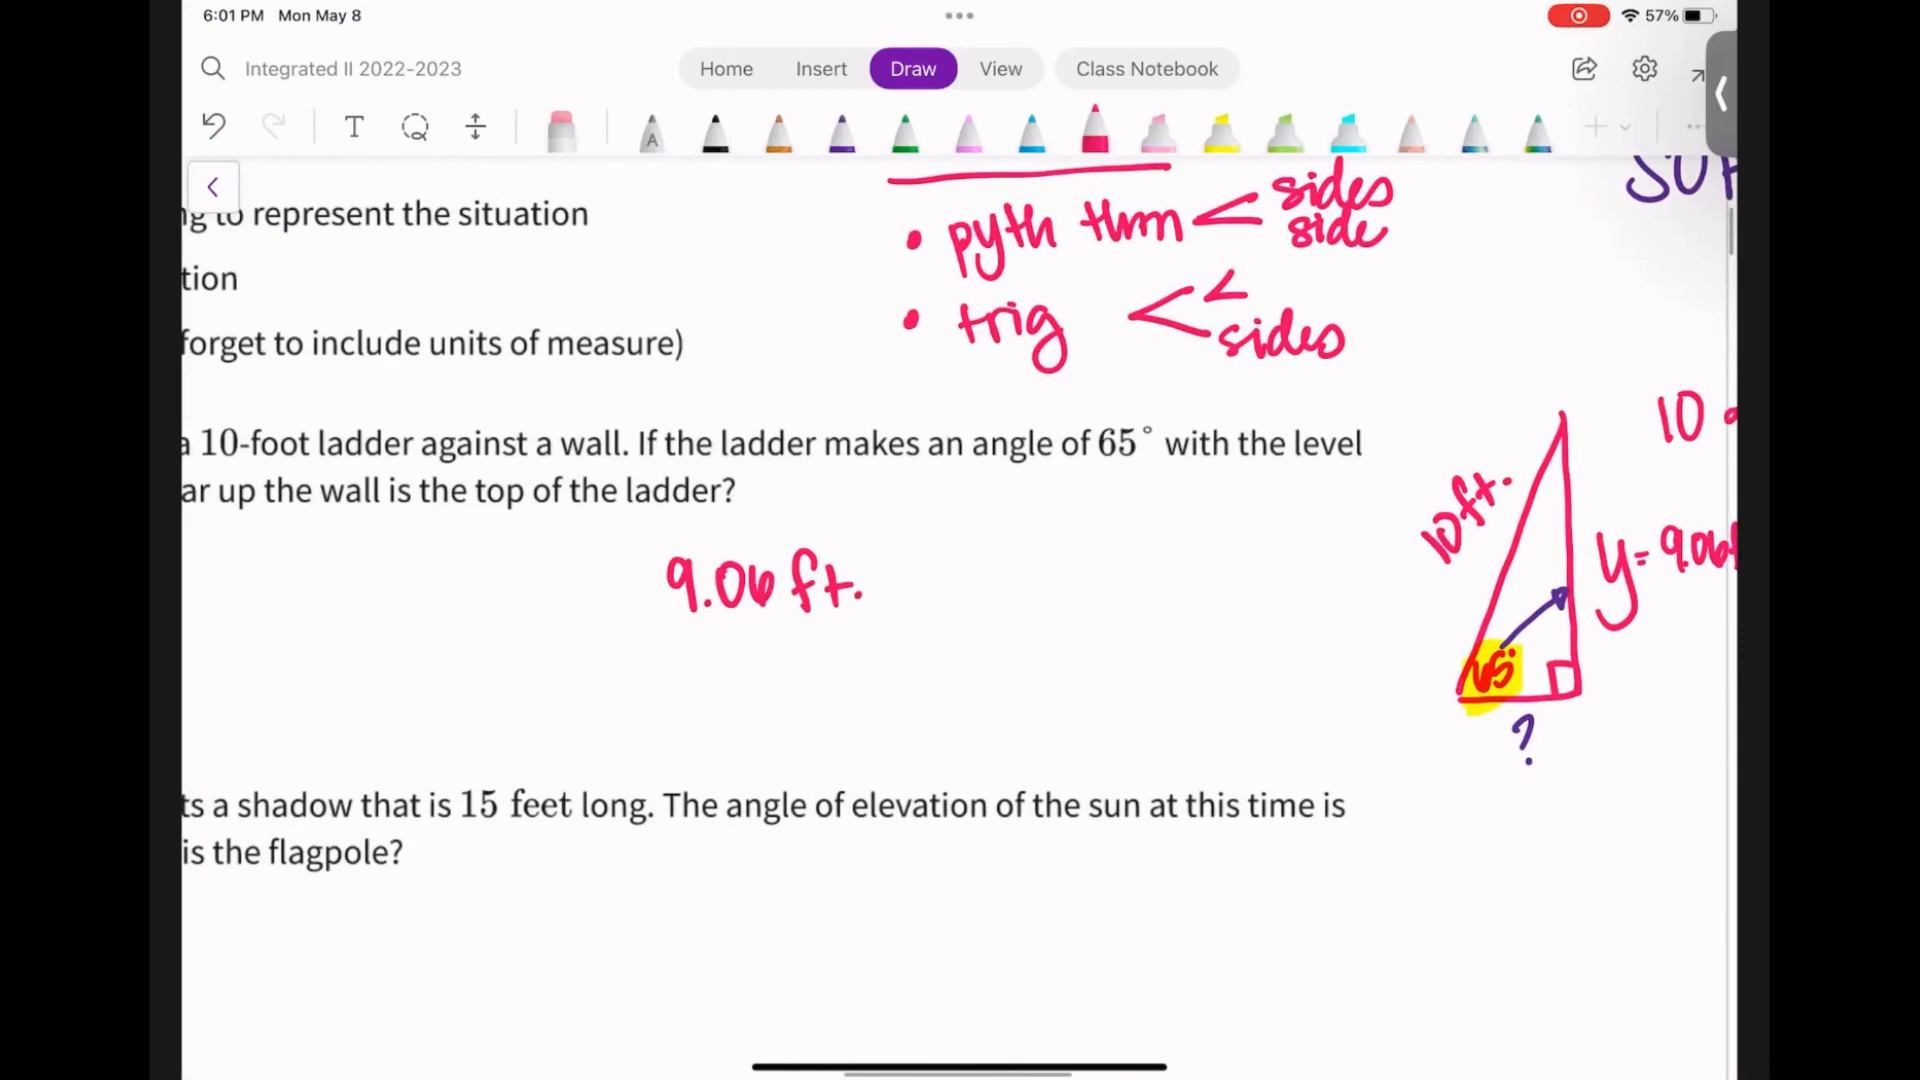 6:01 PM Mon May 8
57%
Integrated II 2022-2023
Home Insert Draw View Class Notebook
T
A
to represent the situation
• pyth thm < sides
side
tion
• trig < <
sides
forget to include units of measure)
10
a 10-foot ladder against a wall. If the ladder makes an angle of 65° with the level
ar up the wall is the top of the ladder?
10ft.
y = 9.06f
9.06 ft.
65°
?
ts a shadow that is 15 feet long. The angle of elevation of the sun at this time is
is the flagpole?